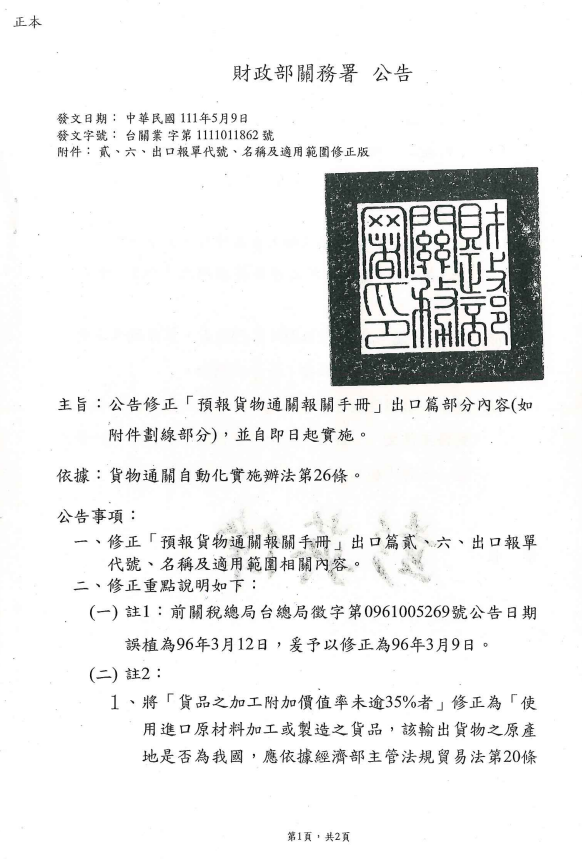 正本
財政部關務署 公告
發文日期： 中華民國 111年5月9日
發文字號： 台關業 字第 1111011862 號
附件： 貳、六、出口報單代號、名稱及適用範圍修正版
財政部
關務
署印
主旨：公告修正「預報貨物通關報關手冊」出口篇部分內容(如
附件劃線部分)，並自即日起實施。
依據：貨物通關自動化實施辦法第26條。
公告事項：
一、修正「預報貨物通關報關手冊」出口篇貳、六、出口報單
代號、名稱及適用範圍相關內容。
二、修正重點說明如下：
(一) 註1：前關稅總局台總局徵字第0961005269號公告日期
誤植為96年3月12日，爰予以修正為96年3月9日。
(二) 註2：
１、將「貨品之加工附加價值率未逾35%者」修正為「使
用進口原材料加工或製造之貨品，該輸出貨物之原產
地是否為我國，應依據經濟部主管法規貿易法第20條
第1頁，共2頁